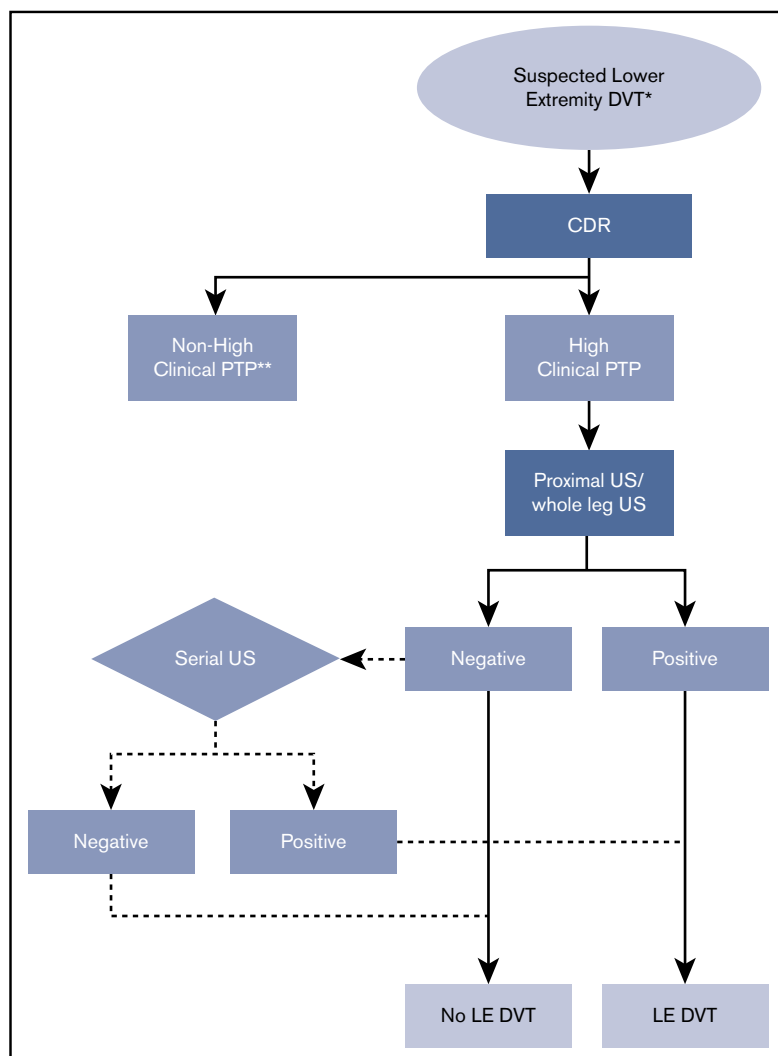 Suspected Lower
Extremity DVT*
CDR
Non-High
Clinical PTP**
High
Clinical PTP
Proximal US/
whole leg US
Serial US
Negative
Positive
Negative
Positive
No LE DVT
LE DVT